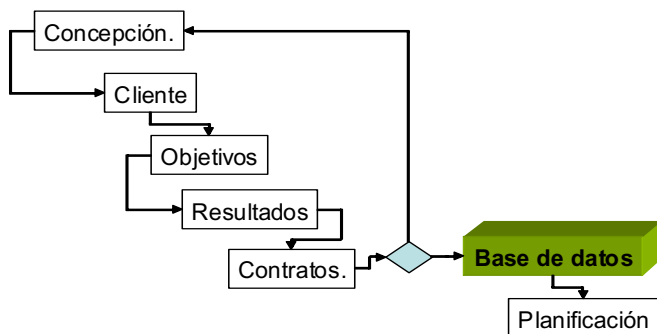 Concepción.
Cliente
Objetivos
Resultados
Contratos.
Base de datos
Planificación